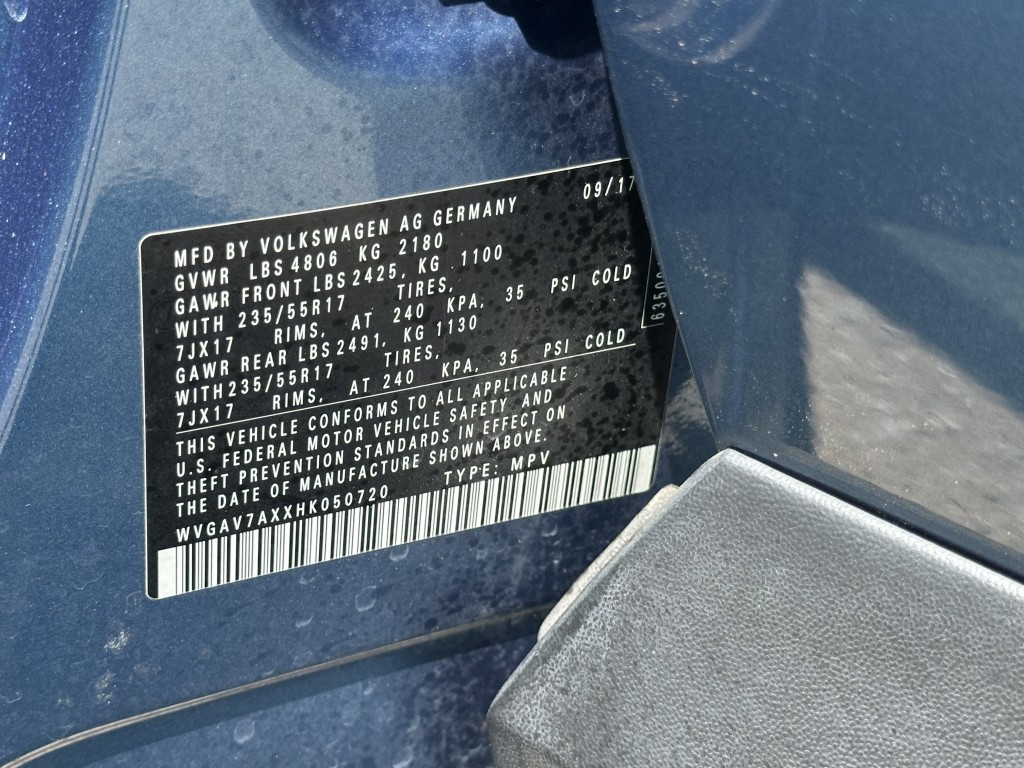 09/17
MFD BY VOLKSWAGEN AG GERMANY
GVWR LBS 4806 KG 2180
GAWR FRONT LBS 2425, KG 1100
WITH 235/55R17 TIRES,
7JX17 RIMS, AT 240 KPA, 35 PSI COLD
GAWR REAR LBS 2491, KG 1130
WITH 235/55R17 TIRES,
7JX17 RIMS, AT 240 KPA, 35 PSI COLD
THIS VEHICLE CONFORMS TO ALL APPLICABLE
U.S. FEDERAL MOTOR VEHICLE SAFETY AND
THEFT PREVENTION STANDARDS IN EFFECT ON
THE DATE OF MANUFACTURE SHOWN ABOVE.
WVGAV7AXXHK050720 TYPE: MPV